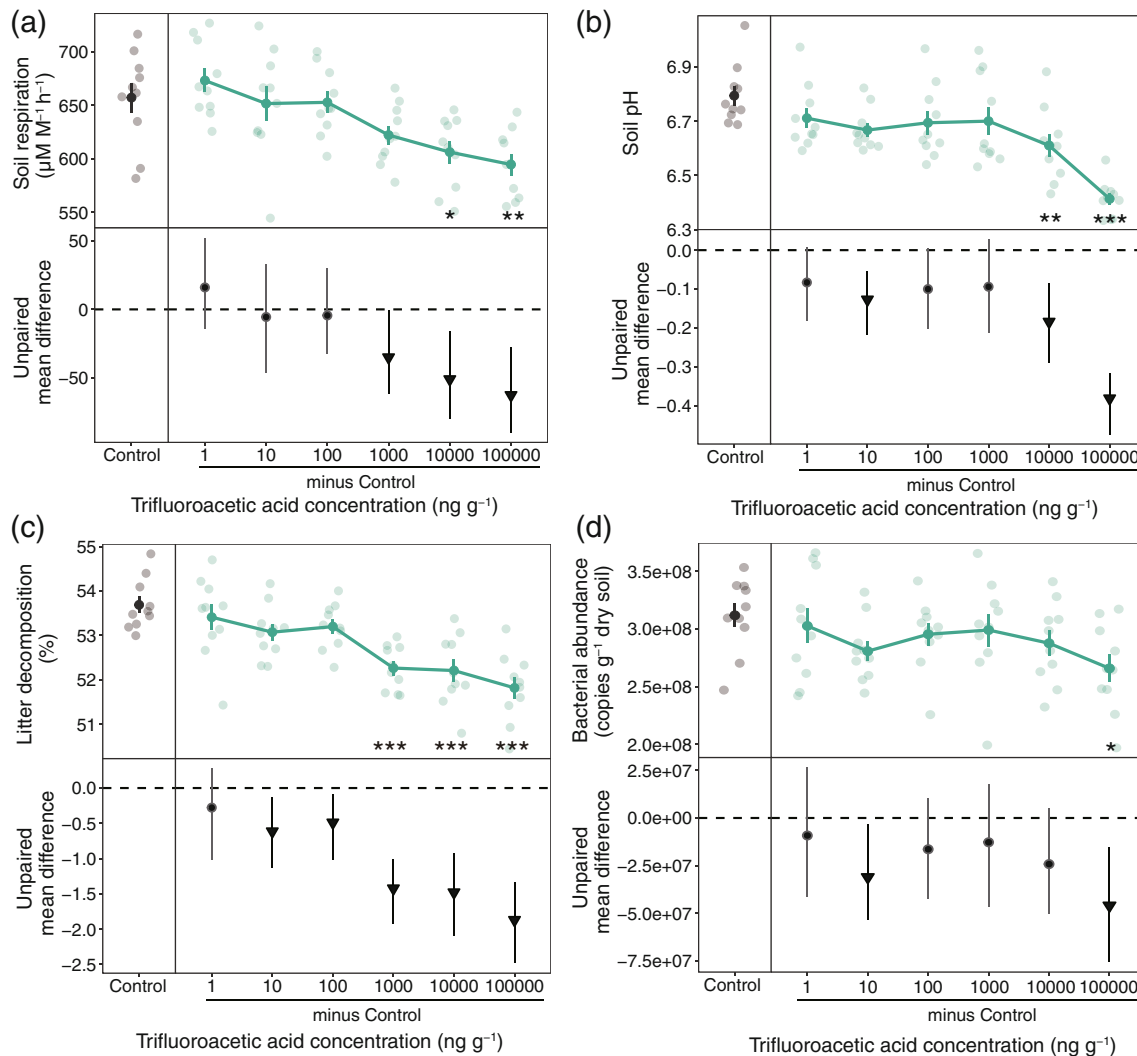 (a)
Soil respiration
(µM M⁻¹h⁻¹)
700
650
600
550
* **
Unpaired
mean difference
50
0
−50
Control 1 10 100 1000 10000 100000
minus Control
Trifluoroacetic acid concentration (ng g⁻¹)
(b)
Soil pH
6.9
6.7
6.5
6.3
** ***
Unpaired
mean difference
0.0
−0.1
−0.2
−0.3
−0.4
Control 1 10 100 1000 10000 100000
minus Control
Trifluoroacetic acid concentration (ng g⁻¹)
(c)
Litter decomposition
(%)
55
54
53
52
51
*** *** ***
Unpaired
mean difference
0.0
−0.5
−1.0
−1.5
−2.0
−2.5
Control 1 10 100 1000 10000 100000
minus Control
Trifluoroacetic acid concentration (ng g⁻¹)
(d)
Bacterial abundance
(copies g⁻¹ dry soil)
3.5e+08
3.0e+08
2.5e+08
2.0e+08
*
Unpaired
mean difference
2.5e+07
0.0e+00
−2.5e+07
−5.0e+07
−7.5e+07
Control 1 10 100 1000 10000 100000
minus Control
Trifluoroacetic acid concentration (ng g⁻¹)